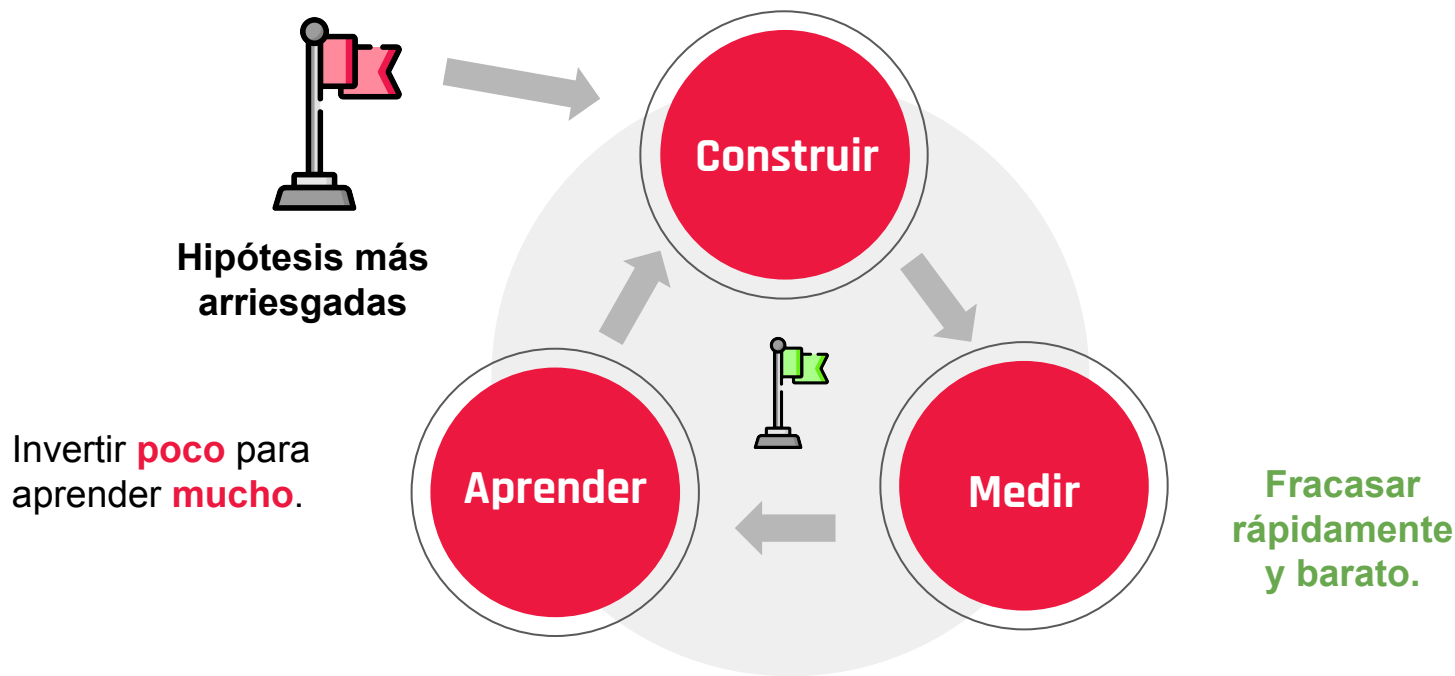 Construir
Hipótesis más
arriesgadas
Invertir poco para
aprender mucho.
Aprender
Medir
Fracasar
rápidamente
y barato.